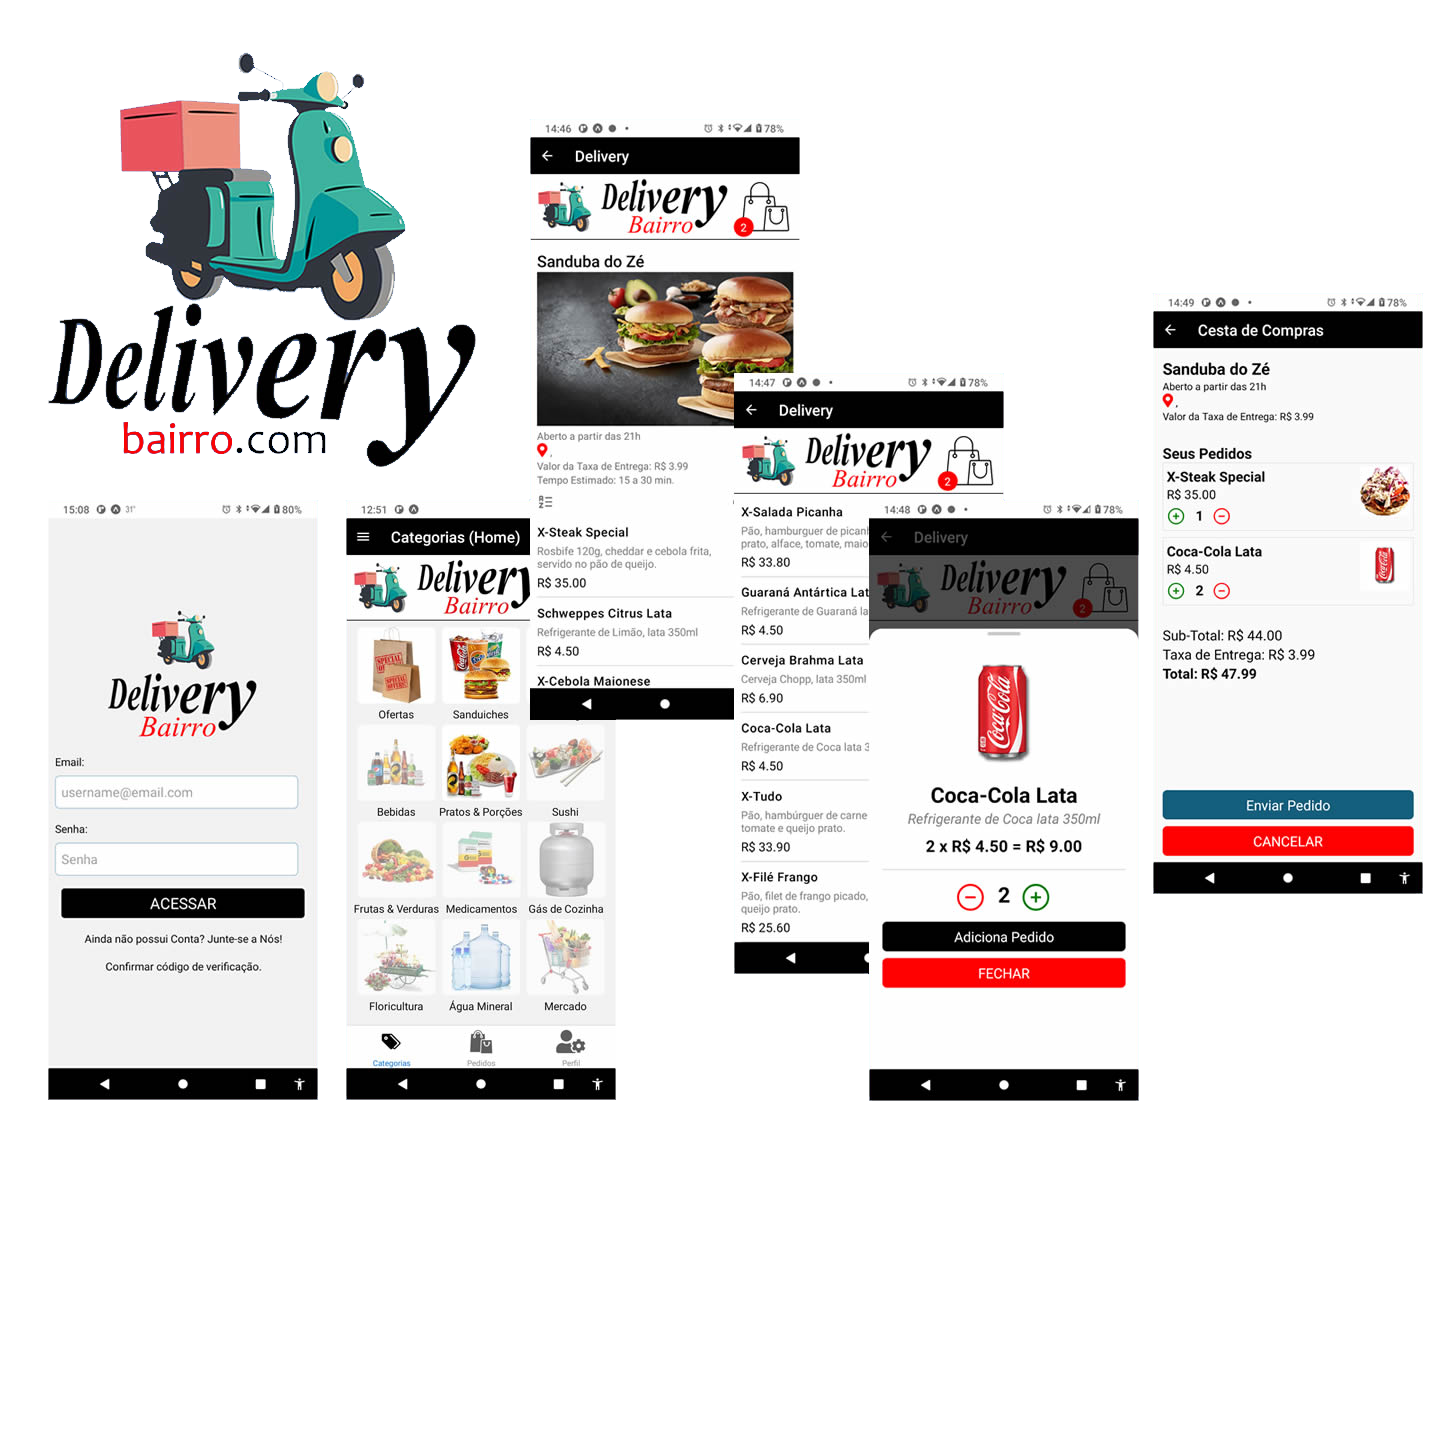 Delivery
bairro.com
15:08 31° 80%
Delivery
Bairro
Email:
username@email.com
Senha:
Senha
ACESSAR
Ainda não possui Conta? Junte-se a Nós!
Confirmar código de verificação.
12:51
Categorias (Home)
Delivery
Bairro
SPECIAL
SPECIAL
OFFERS
Coca-Cola
Fanta
Ofertas
Sanduiches
Bebidas
Pratos & Porções
Sushi
Frutas & Verduras
Medicamentos
Gás de Cozinha
Floricultura
Água Mineral
Mercado
Categorias
Pedidos
Perfil
14:46 78%
Delivery
Delivery
Bairro
2
Sanduba do Zé
Aberto a partir das 21h
,
Valor da Taxa de Entrega: R$ 3.99
Tempo Estimado: 15 a 30 min.
A
Z
X-Steak Special
Rosbife 120g, cheddar e cebola frita,
servido no pão de queijo.
R$ 35.00
Schweppes Citrus Lata
Refrigerante de Limão, lata 350ml
R$ 4.50
X-Cebola Maionese
14:47 78%
Delivery
Delivery
Bairro
2
X-Salada Picanha
Pão, hamburguer de picanh
prato, alface, tomate, maio
R$ 33.80
Guaraná Antártica Lat
Refrigerante de Guaraná la
R$ 4.50
Cerveja Brahma Lata
Cerveja Chopp, lata 350ml
R$ 6.90
Coca-Cola Lata
Refrigerante de Coca lata 3
R$ 4.50
X-Tudo
Pão, hambúrguer de carne
tomate e queijo prato.
R$ 33.90
X-Filé Frango
Pão, filet de frango picado,
queijo prato.
R$ 25.60
14:48 78%
Delivery
Delivery
Bairro
2
Coca-Cola
Coca-Cola Lata
Refrigerante de Coca lata 350ml
2 x R$ 4.50 = R$ 9.00
2
Adiciona Pedido
FECHAR
14:49 78%
Cesta de Compras
Sanduba do Zé
Aberto a partir das 21h
,
Valor da Taxa de Entrega: R$ 3.99
Seus Pedidos
X-Steak Special
R$ 35.00
1
Coca-Cola Lata
R$ 4.50
2
Coca-Cola
Sub-Total: R$ 44.00
Taxa de Entrega: R$ 3.99
Total: R$ 47.99
Enviar Pedido
CANCELAR